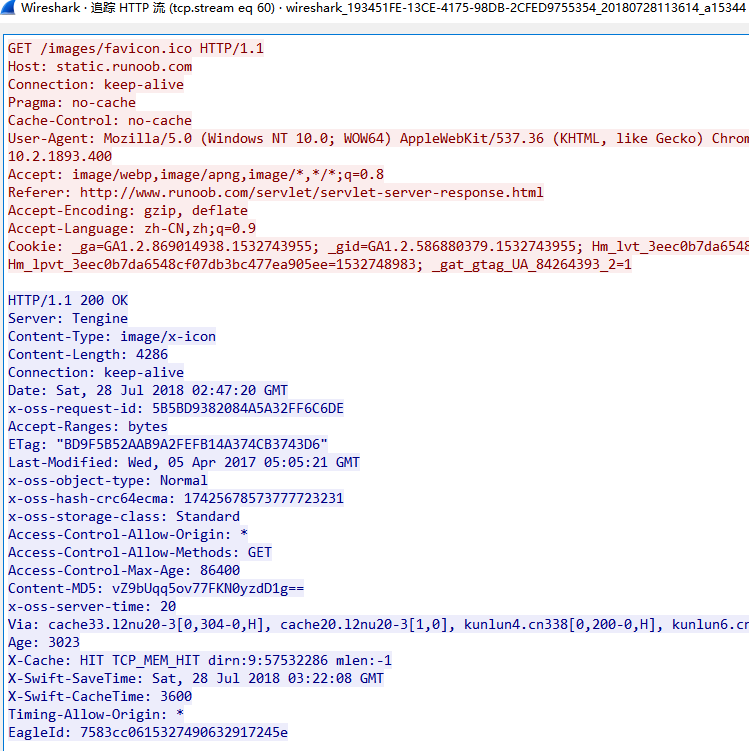 Wireshark · 追踪 HTTP 流 (tcp.stream eq 60) · wireshark_193451FE-13CE-4175-98DB-2CFED9755354_20180728113614_a15344
GET /images/favicon.ico HTTP/1.1
Host: static.runoob.com
Connection: keep-alive
Pragma: no-cache
Cache-Control: no-cache
User-Agent: Mozilla/5.0 (Windows NT 10.0; WOW64) AppleWebKit/537.36 (KHTML, like Gecko) Chrom
10.2.1893.400
Accept: image/webp,image/apng,image/*,*/*;q=0.8
Referer: http://www.runoob.com/servlet/servlet-server-response.html
Accept-Encoding: gzip, deflate
Accept-Language: zh-CN,zh;q=0.9
Cookie: _ga=GA1.2.869014938.1532743955; _gid=GA1.2.586880379.1532743955; Hm_lvt_3eec0b7da6548
Hm_lpvt_3eec0b7da6548cf07db3bc477ea905ee=1532748983; _gat_gtag_UA_84264393_2=1
HTTP/1.1 200 OK
Server: Tengine
Content-Type: image/x-icon
Content-Length: 4286
Connection: keep-alive
Date: Sat, 28 Jul 2018 02:47:20 GMT
x-oss-request-id: 5B5BD9382084A5A32FF6C6DE
Accept-Ranges: bytes
ETag: "BD9F5B52AAB9A2FEFB14A374CB3743D6"
Last-Modified: Wed, 05 Apr 2017 05:05:21 GMT
x-oss-object-type: Normal
x-oss-hash-crc64ecma: 17425678573777723231
x-oss-storage-class: Standard
Access-Control-Allow-Origin: *
Access-Control-Allow-Methods: GET
Access-Control-Max-Age: 86400
Content-MD5: vZ9bUqq5ov77FKN0yzdD1g==
x-oss-server-time: 20
Via: cache33.l2nu20-3[0,304-0,H], cache20.l2nu20-3[1,0], kunlun4.cn338[0,200-0,H], kunlun6.cn
Age: 3023
X-Cache: HIT TCP_MEM_HIT dirn:9:57532286 mlen:-1
X-Swift-SaveTime: Sat, 28 Jul 2018 03:22:08 GMT
X-Swift-CacheTime: 3600
Timing-Allow-Origin: *
EagleId: 7583cc0615327490632917245e